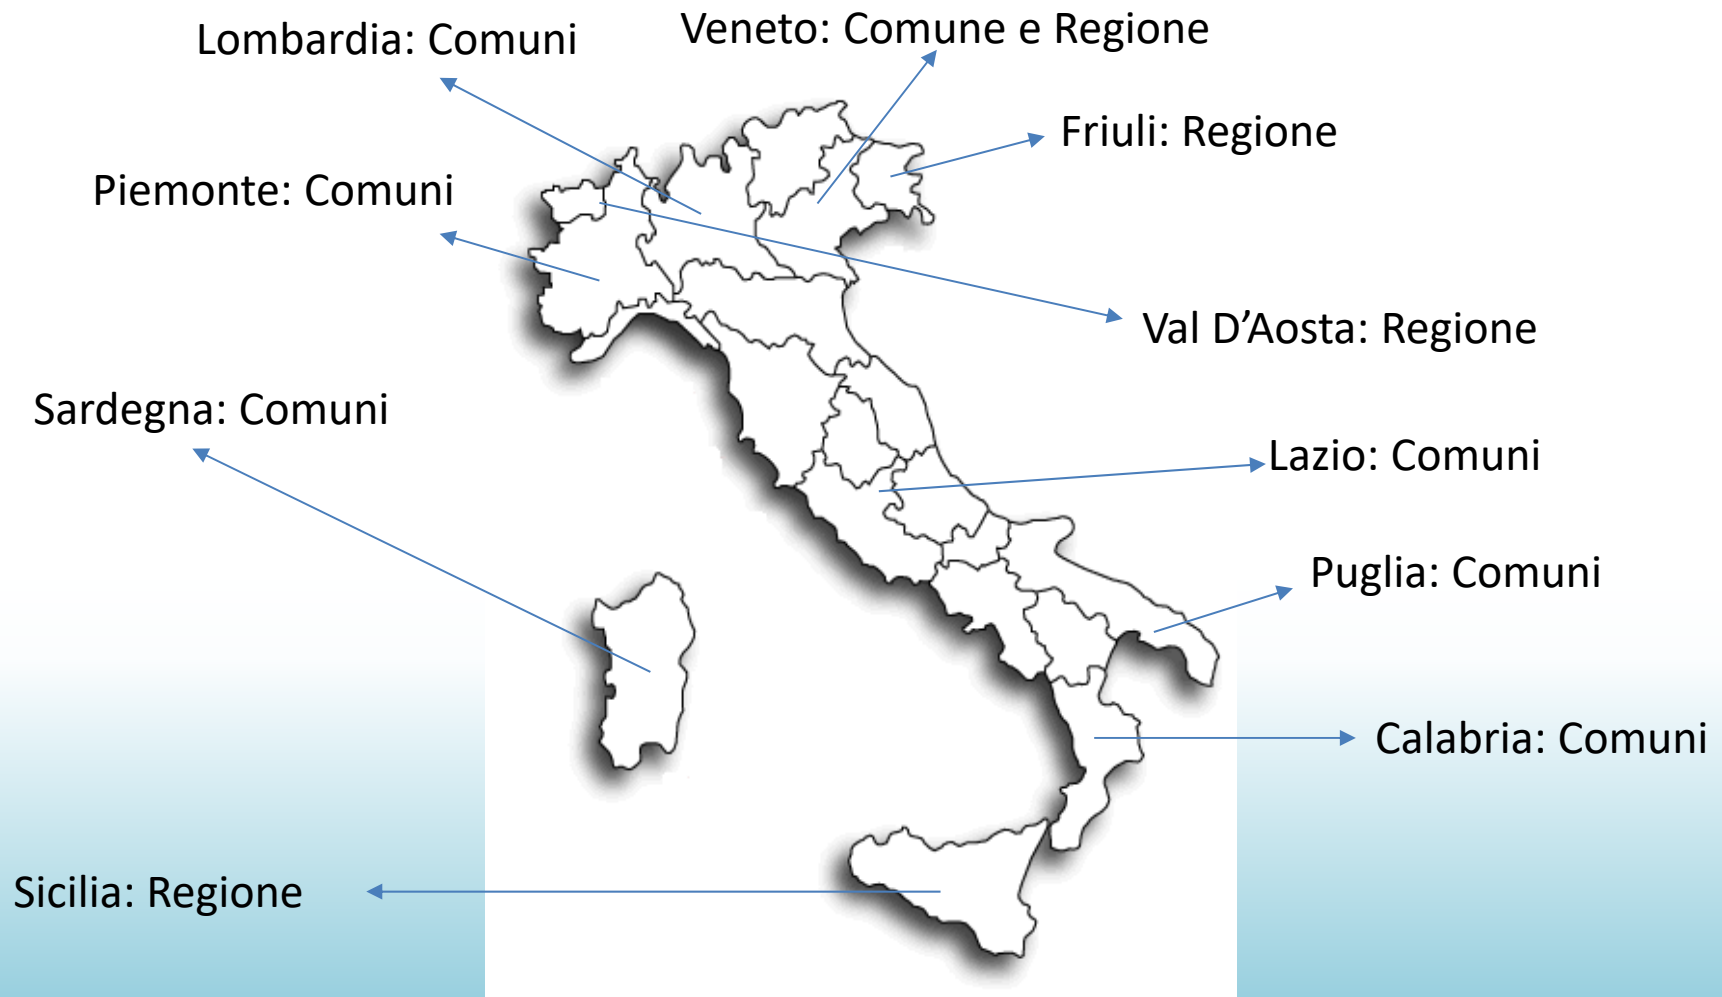 Veneto: Comune e Regione
Lombardia: Comuni
Friuli: Regione
Piemonte: Comuni
Val D’Aosta: Regione
Sardegna: Comuni
Lazio: Comuni
Puglia: Comuni
Calabria: Comuni
Sicilia: Regione